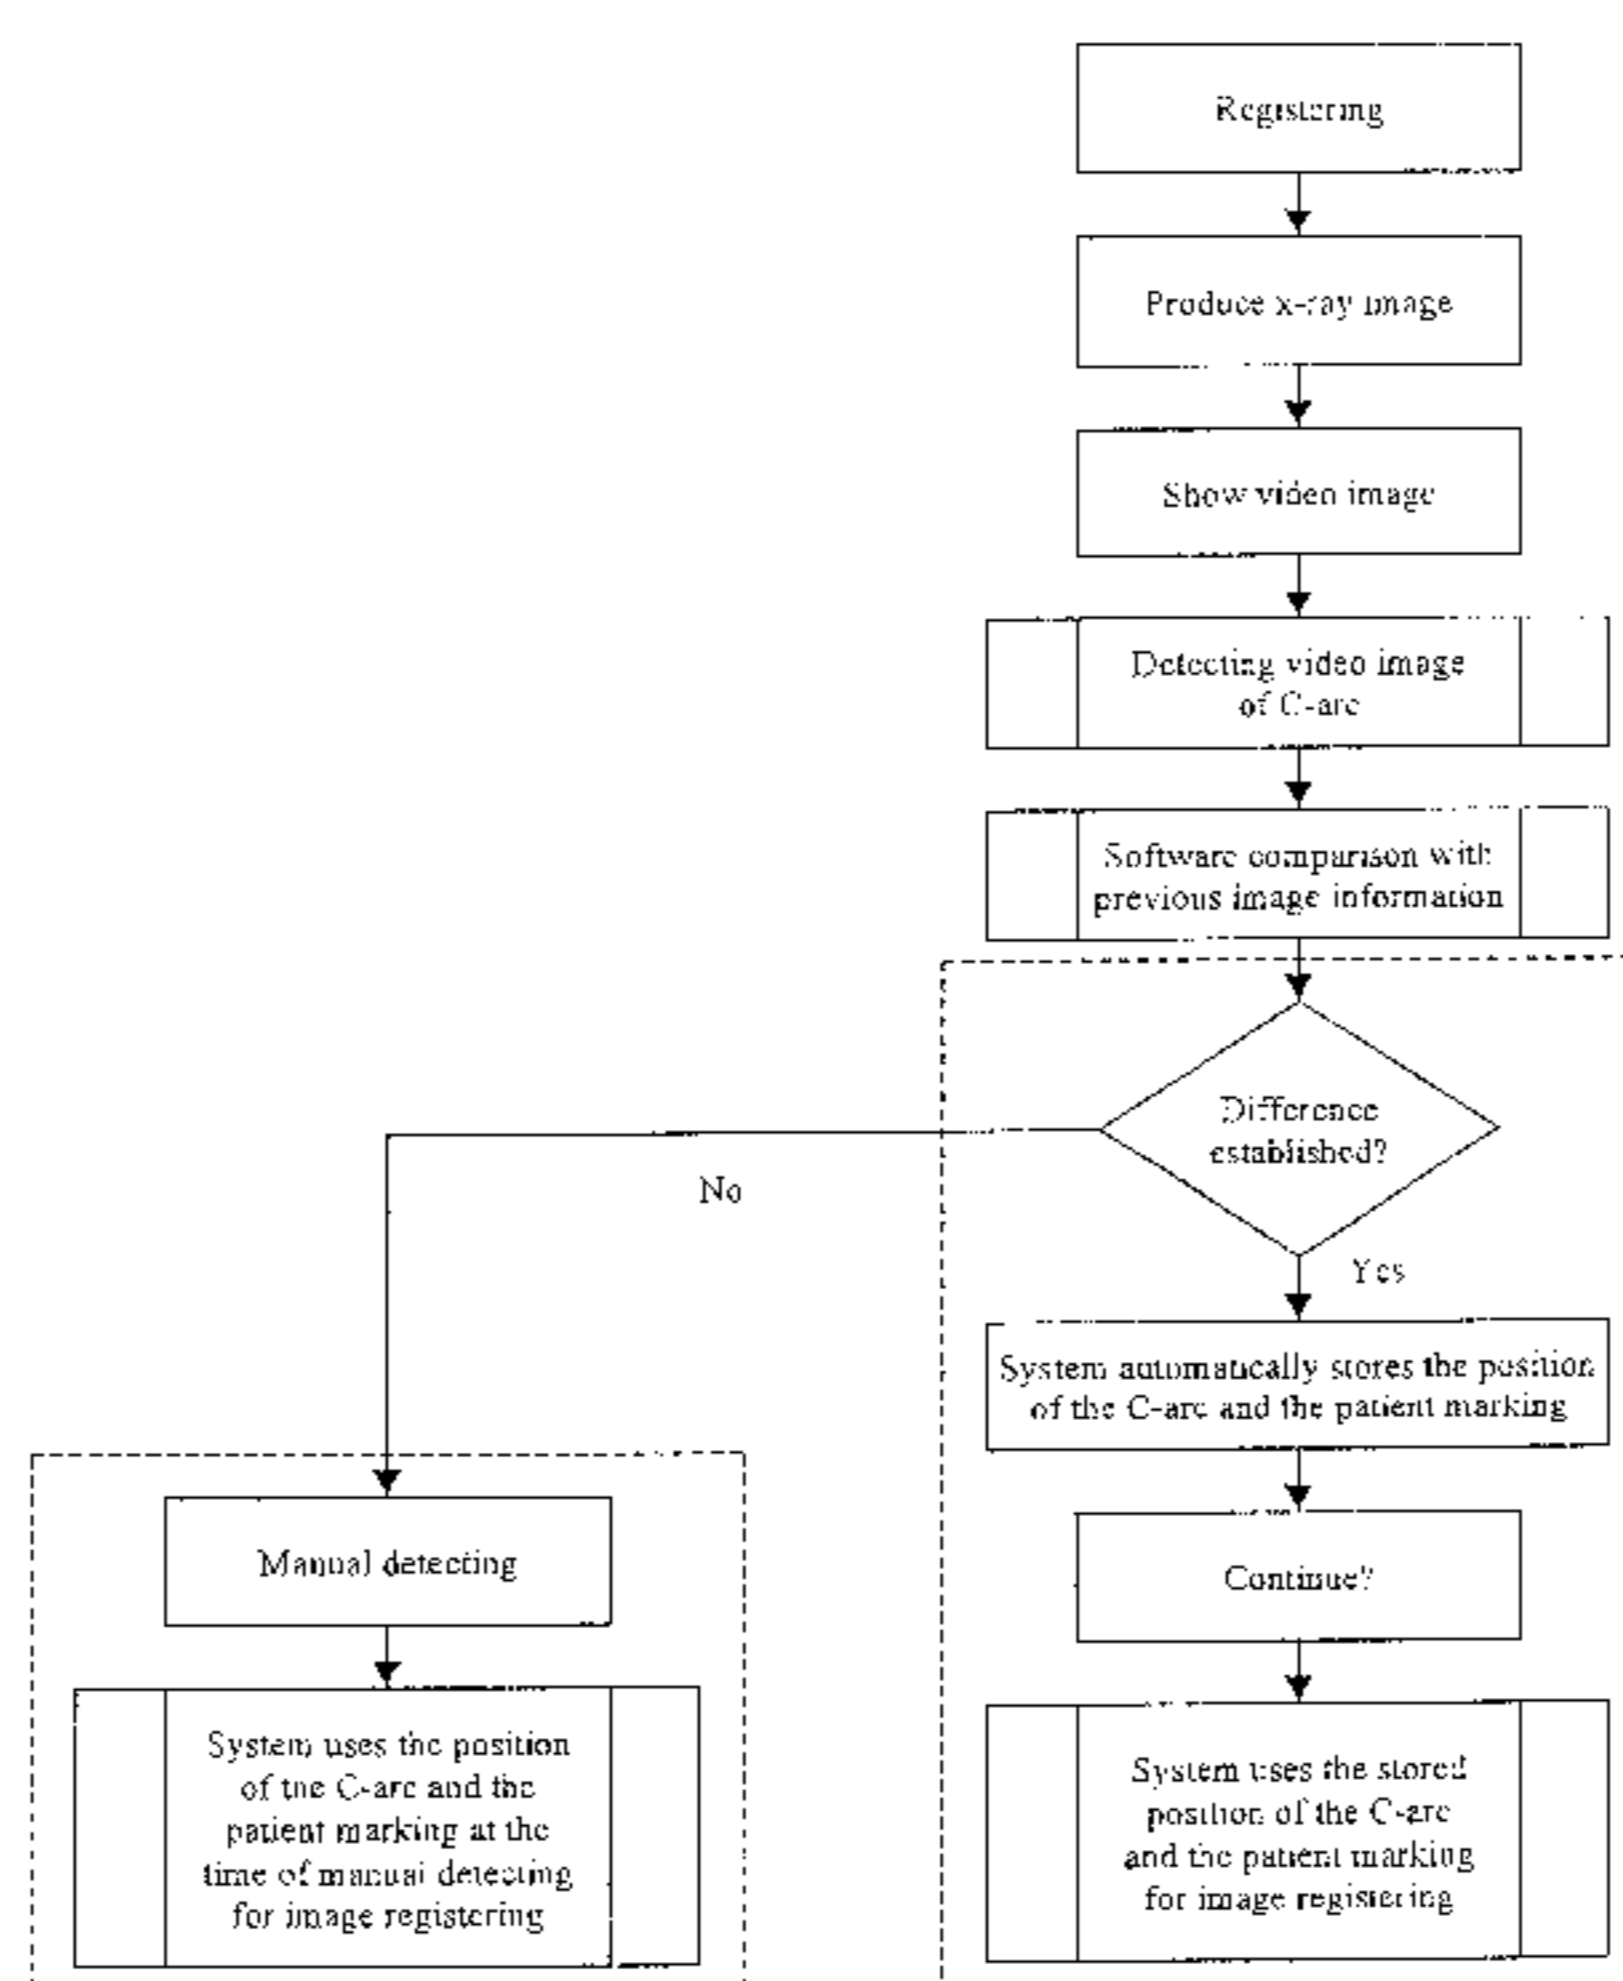 Registering
Produce x-ray image
Show video image
Detecting video image
of C-arc
Software comparison with
previous image information
Difference
established?
No
Yes
System automatically stores the position
of the C-arc and the patient marking
Manual detecting
Continue?
System uses the position
of the C-arc and the
patient marking at the
time of manual detecting
for image registering
System uses the stored
position of the C-arc
and the patient marking
for image registering